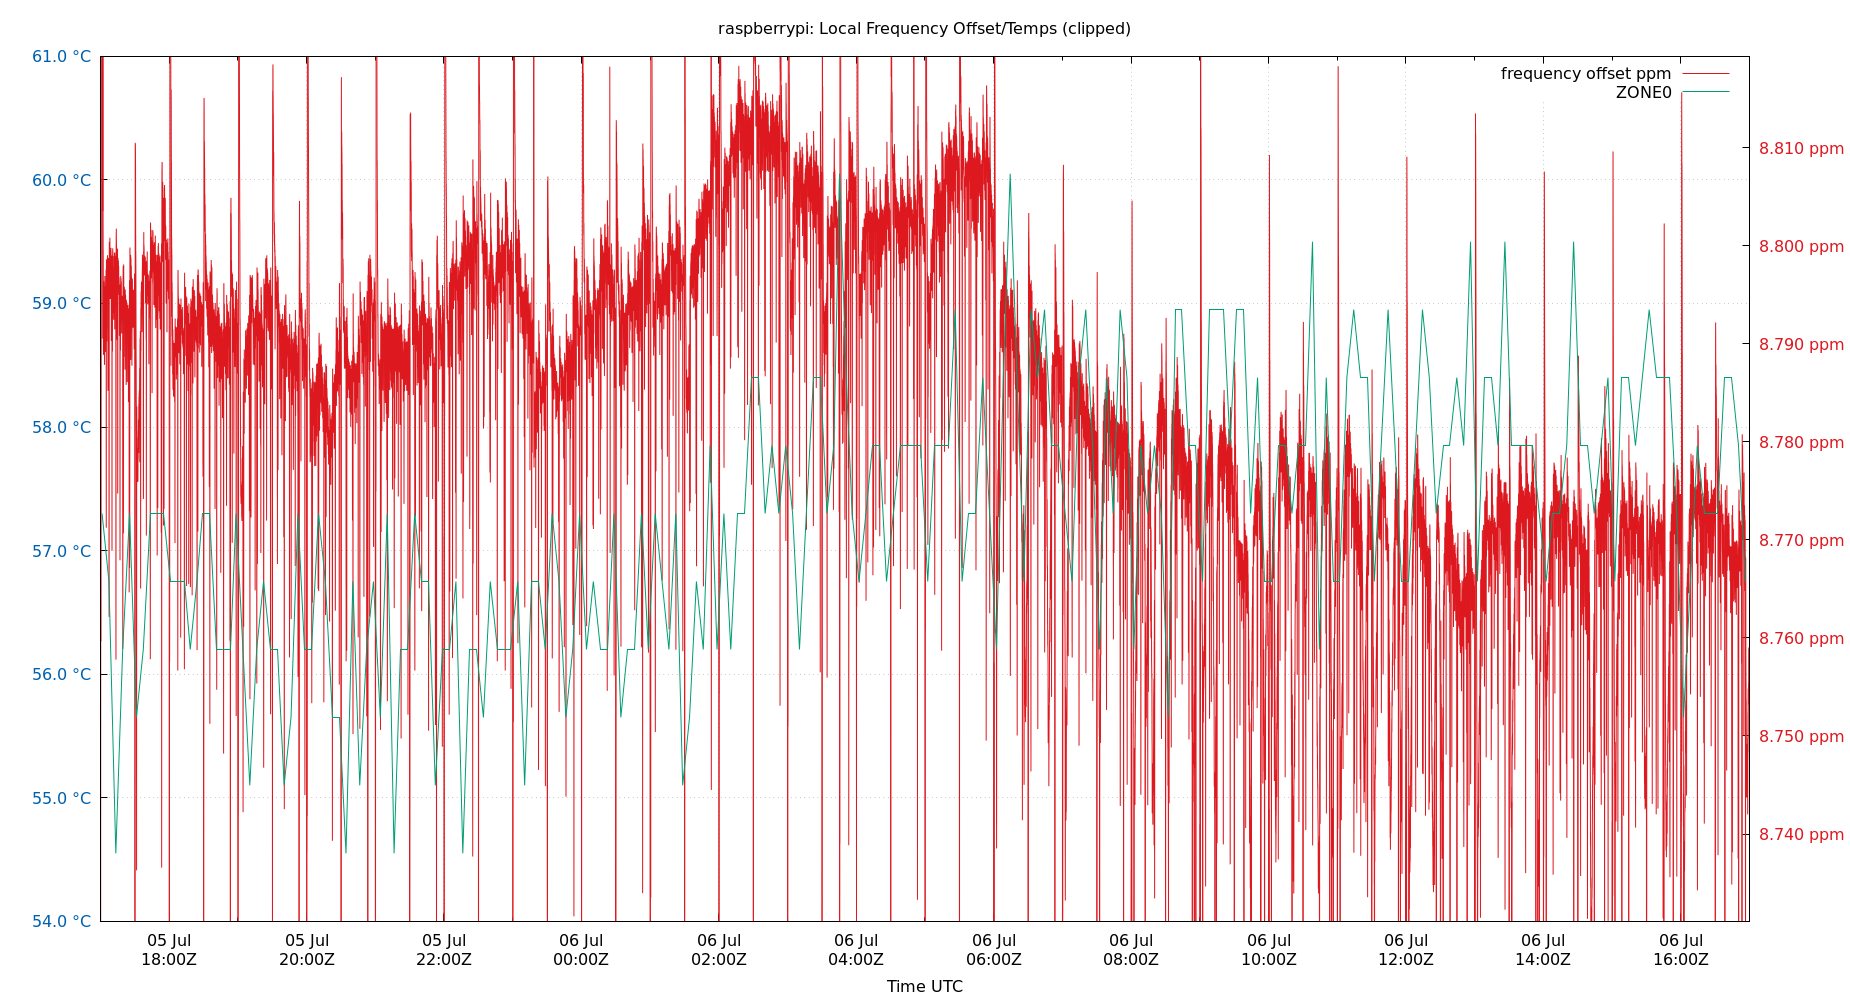 raspberrypi: Local Frequency Offset/Temps (clipped)
61.0 °C
60.0 °C
59.0 °C
58.0 °C
57.0 °C
56.0 °C
55.0 °C
54.0 °C
frequency offset ppm
ZONE0
8.810 ppm
8.800 ppm
8.790 ppm
8.780 ppm
8.770 ppm
8.760 ppm
8.750 ppm
8.740 ppm
05 Jul 05 Jul 05 Jul 06 Jul 06 Jul 06 Jul 06 Jul 06 Jul 06 Jul 06 Jul 06 Jul 06 Jul
18:00Z 20:00Z 22:00Z 00:00Z 02:00Z 04:00Z 06:00Z 08:00Z 10:00Z 12:00Z 14:00Z 16:00Z
Time UTC